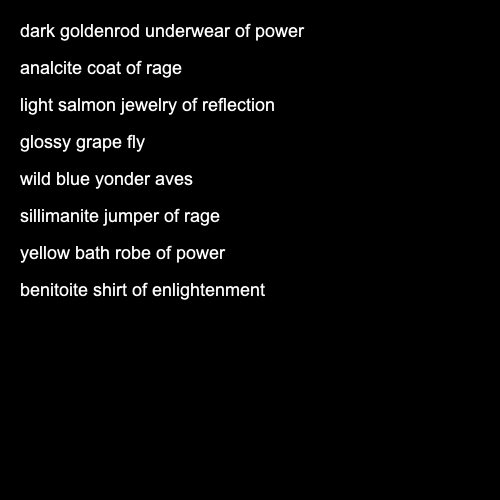 dark goldenrod underwear of power
analcite coat of rage
light salmon jewelry of reflection
glossy grape fly
wild blue yonder aves
sillimanite jumper of rage
yellow bath robe of power
benitoite shirt of enlightenment